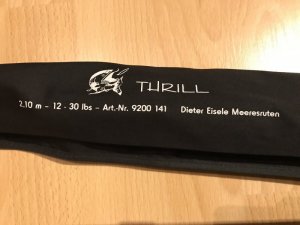 THRILL
2.10 m - 12 - 30 lbs - Art.-Nr. 9200 141 Dieter Eisele Meeresruten